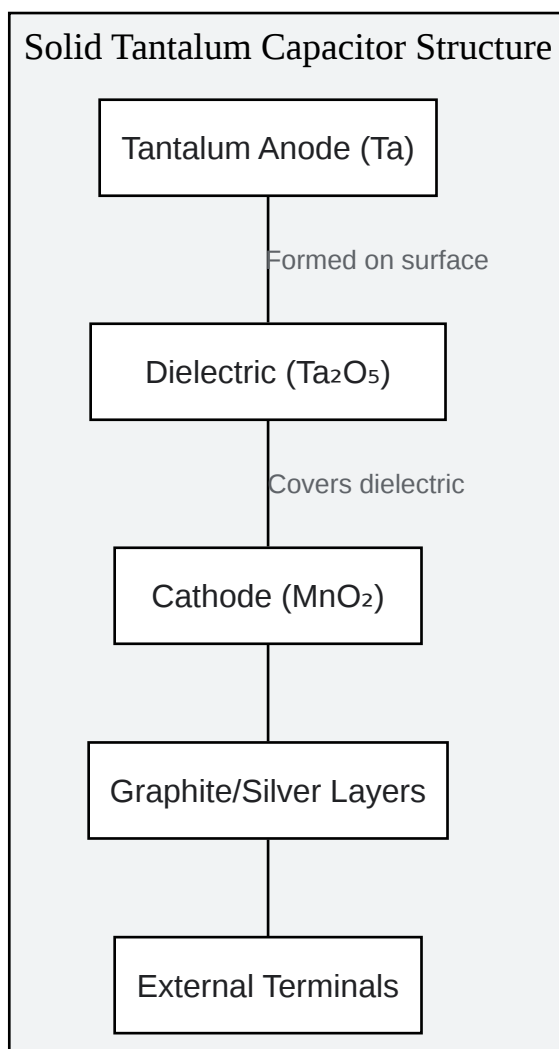 Solid Tantalum Capacitor Structure
Tantalum Anode (Ta)
Formed on surface
Dielectric (Ta₂O₅)
Covers dielectric
Cathode (MnO₂)
Graphite/Silver Layers
External Terminals